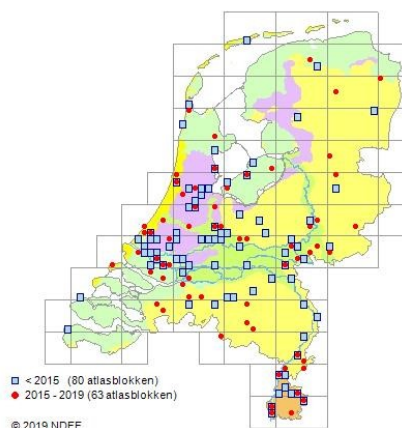 < 2015 (80 atlasblokken)
2015 - 2019 (63 atlasblokken)
© 2019 NDFF